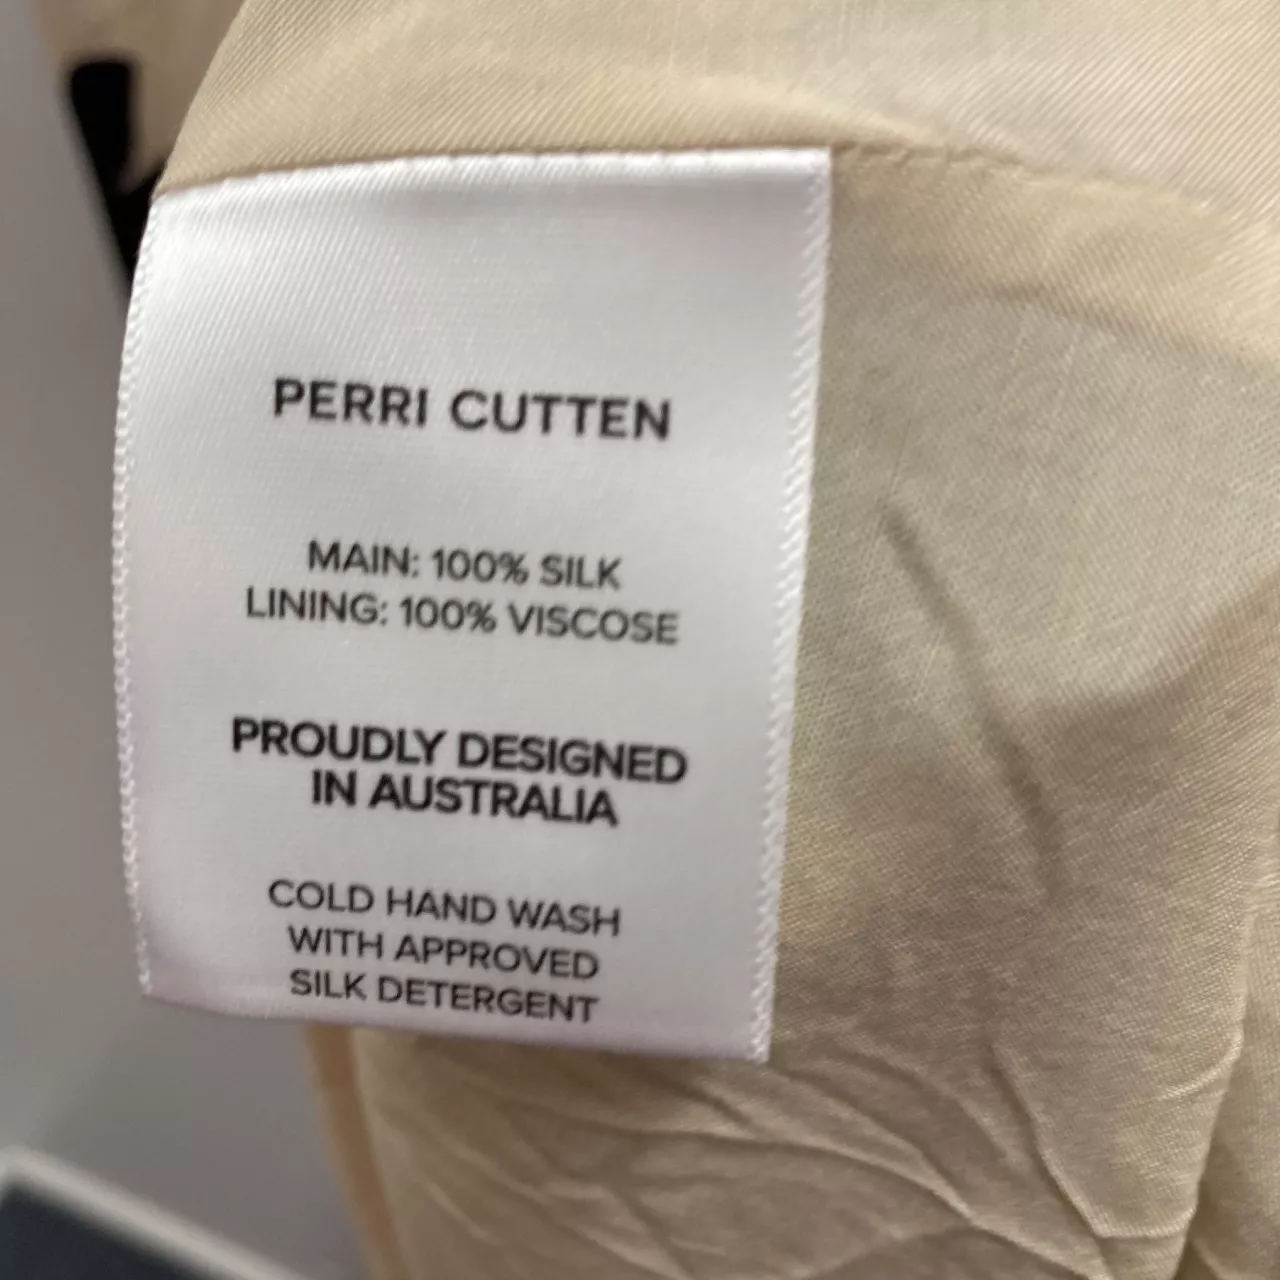 PERRI CUTTEN
MAIN: 100% SILK
LINING: 100% VISCOSE
PROUDLY DESIGNED
IN AUSTRALIA
COLD HAND WASH
WITH APPROVED
SILK DETERGENT